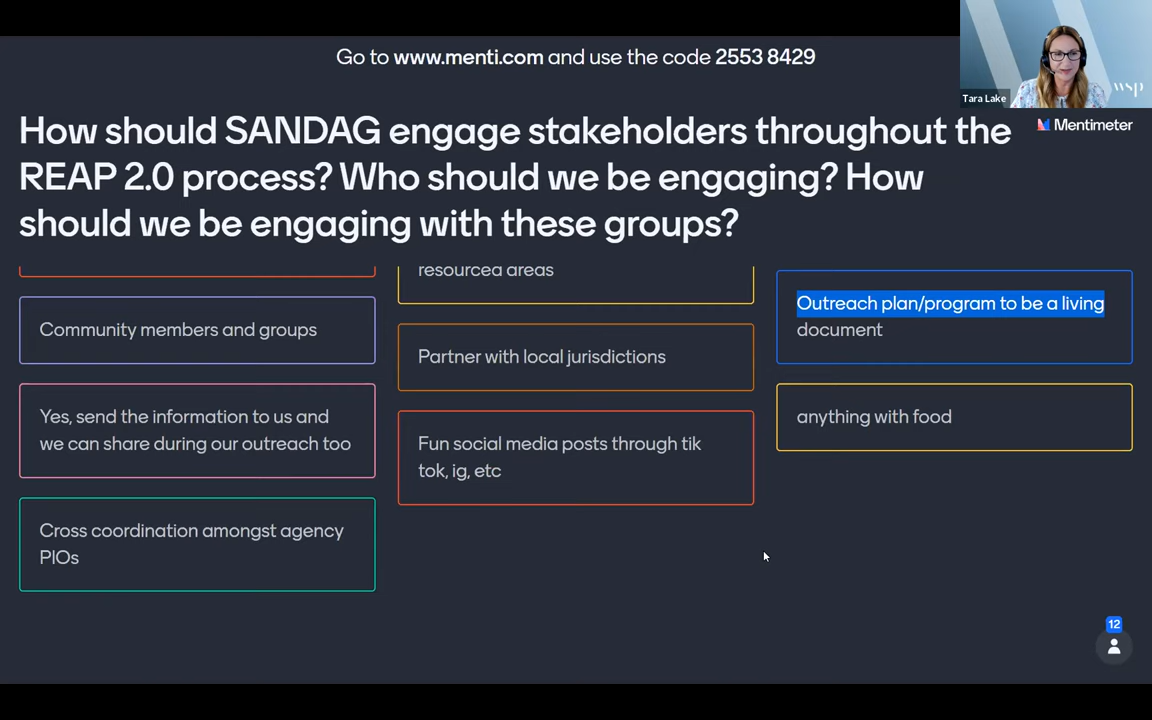 Go to www.menti.com and use the code 2553 8429
Tara Lake
wsp
Mentimeter
How should SANDAG engage stakeholders throughout the
REAP 2.0 process? Who should we be engaging? How
should we be engaging with these groups?
Community members and groups
Yes, send the information to us and
we can share during our outreach too
Cross coordination amongst agency
PIOs
resourced areas
Partner with local jurisdictions
Fun social media posts through tik
tok, ig, etc
Outreach plan/program to be a living
document
anything with food
12